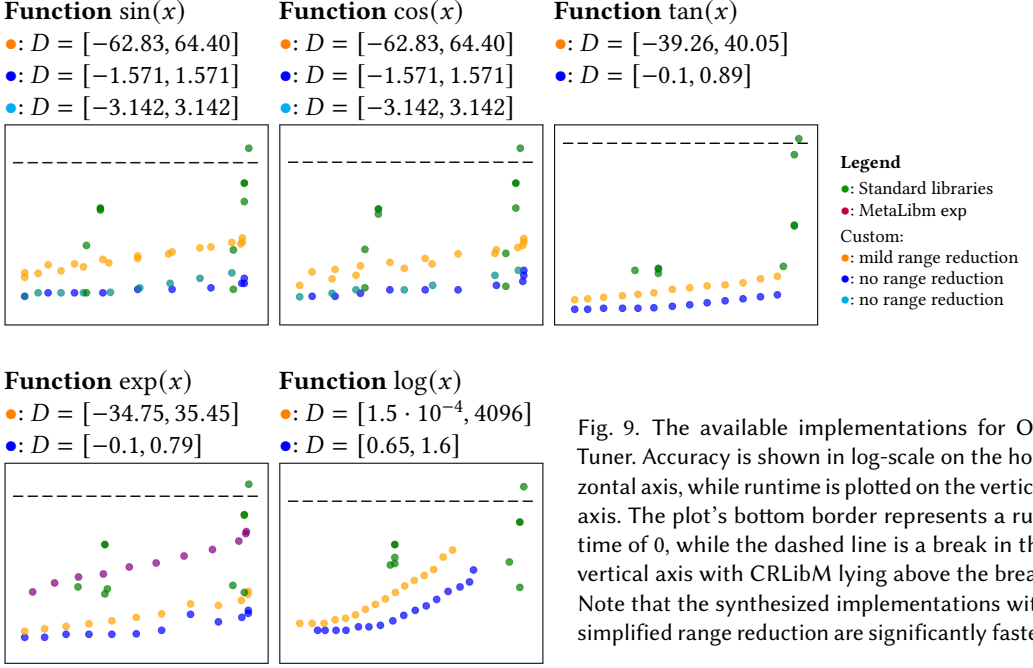 Function sin(x)
•: D = [−62.83, 64.40]
•: D = [−1.571, 1.571]
•: D = [−3.142, 3.142]
Function cos(x)
•: D = [−62.83, 64.40]
•: D = [−1.571, 1.571]
•: D = [−3.142, 3.142]
Function tan(x)
•: D = [−39.26, 40.05]
•: D = [−0.1, 0.89]
Legend
•: Standard libraries
•: MetaLibm exp
Custom:
•: mild range reduction
•: no range reduction
•: no range reduction
Function exp(x)
•: D = [−34.75, 35.45]
•: D = [−0.1, 0.79]
Function log(x)
•: D = [1.5 · 10⁻⁴, 4096]
•: D = [0.65, 1.6]
Fig. 9. The available implementations for O
Tuner. Accuracy is shown in log-scale on the ho
zontal axis, while runtime is plotted on the vertic
axis. The plot's bottom border represents a ru
time of 0, while the dashed line is a break in th
vertical axis with CRLibM lying above the brea
Note that the synthesized implementations wit
simplified range reduction are significantly faste